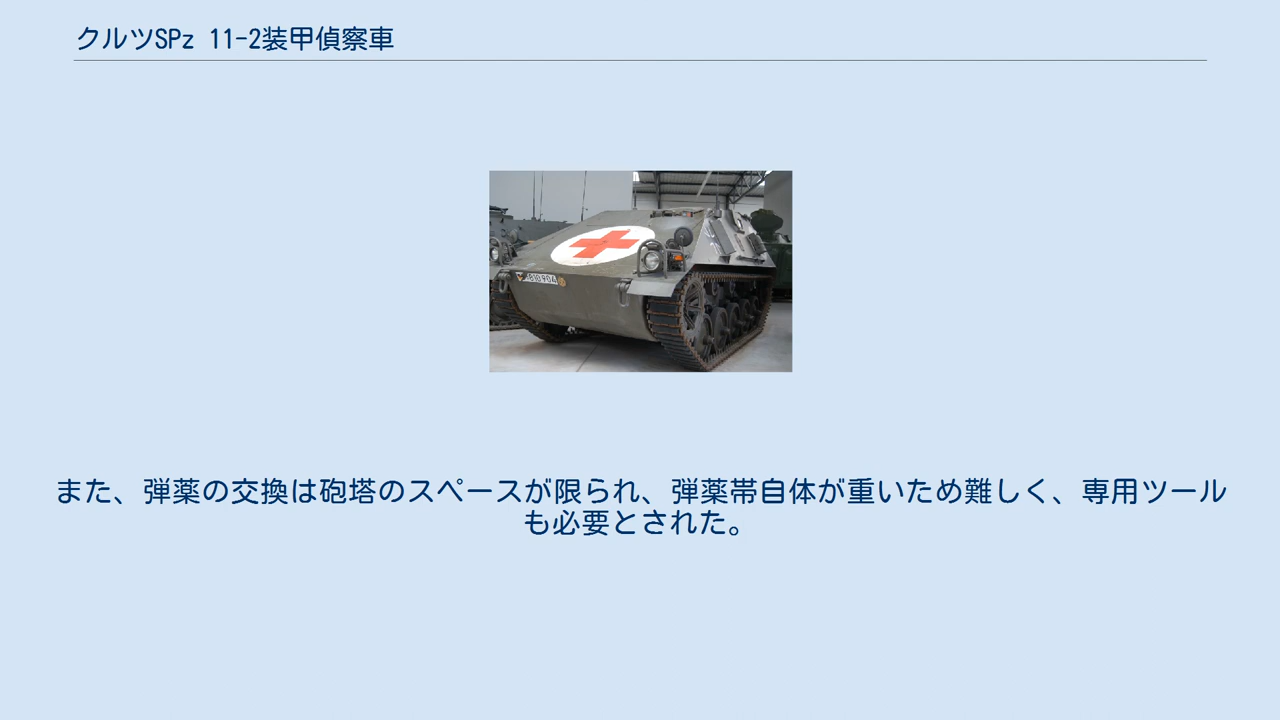 クルツSPz 11-2装甲偵察車
また、弾薬の交換は砲塔のスペースが限られ、弾薬帯自体が重いため難しく、専用ツール
も必要とされた。